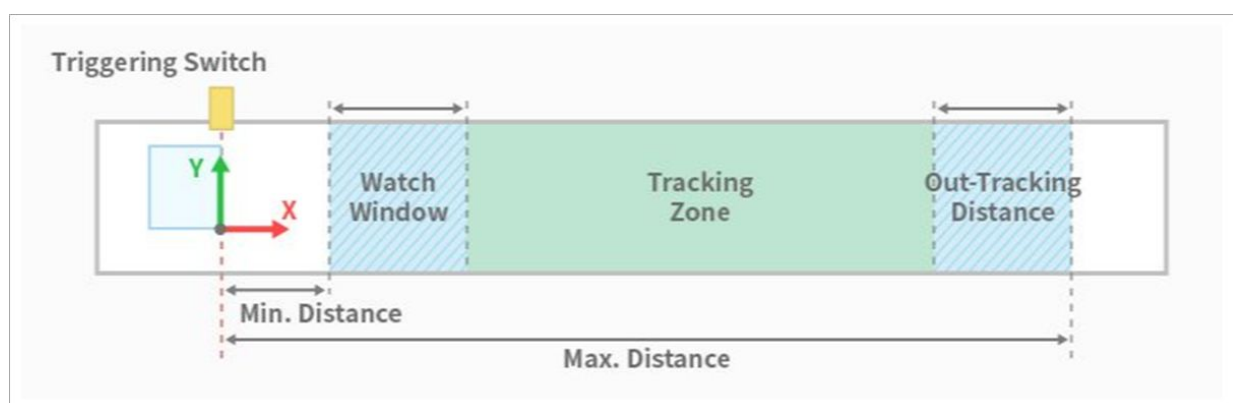 Triggering Switch
Y
X
Watch
Window
Tracking
Zone
Out-Tracking
Distance
Min. Distance
Max. Distance